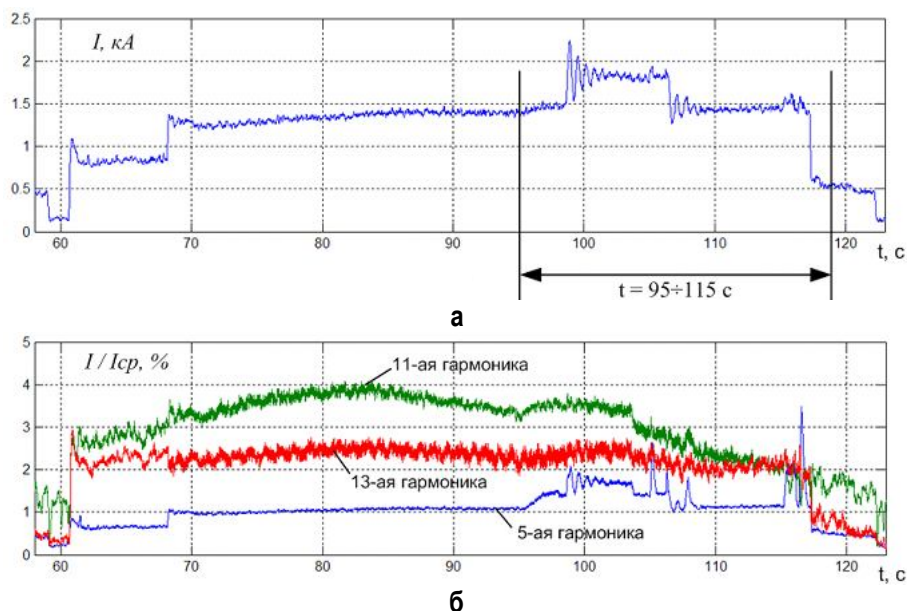 2.5
I, кА
2
1.5
1
0.5
0
60 70 80 90 100 110 120
t, с
t = 95÷115 с
а
5
I / Iср, %
11-ая гармоника
4
3
2
13-ая гармоника
1
5-ая гармоника
0
60 70 80 90 100 110 120
t, с
б